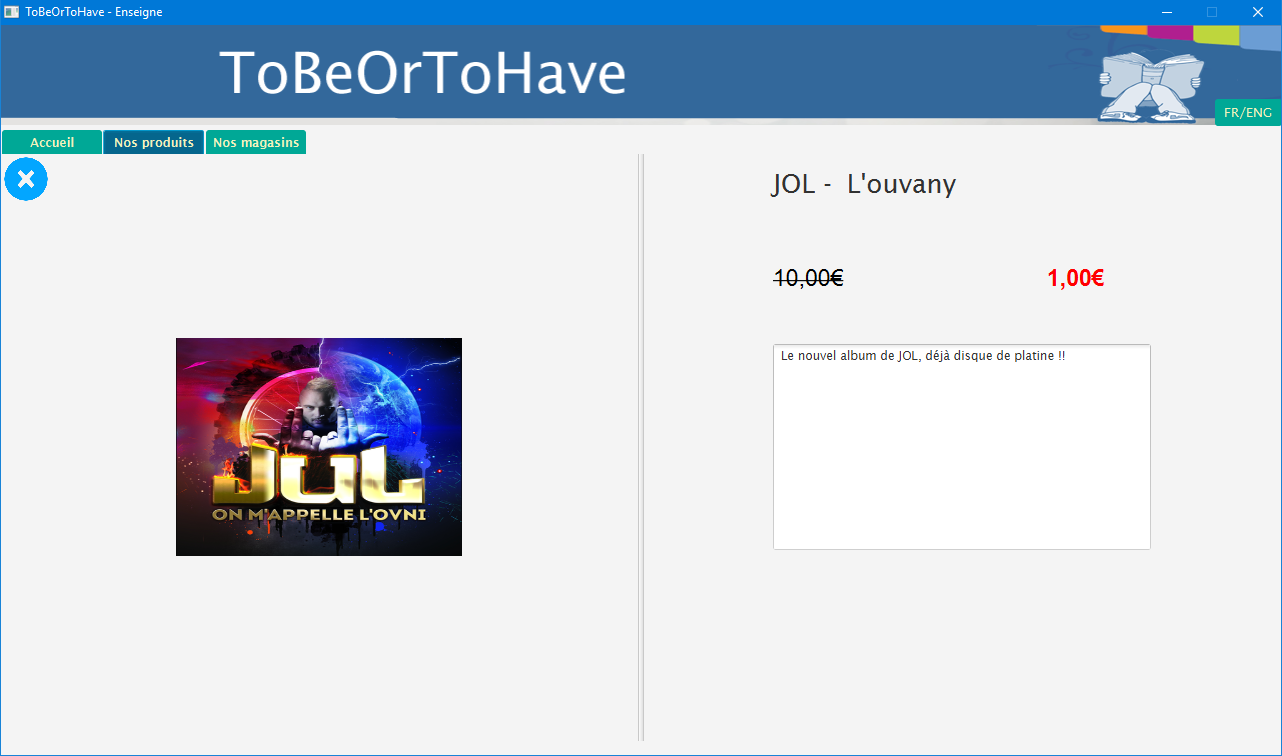 ToBeOrToHave - Enseigne
ToBeOrToHave
FR/ENG
Accueil
Nos produits
Nos magasins
JOL -  L'ouvany
10,00€
1,00€
Le nouvel album de JOL, déjà disque de platine !!
JUL
ON M'APPELLE L'OVNI